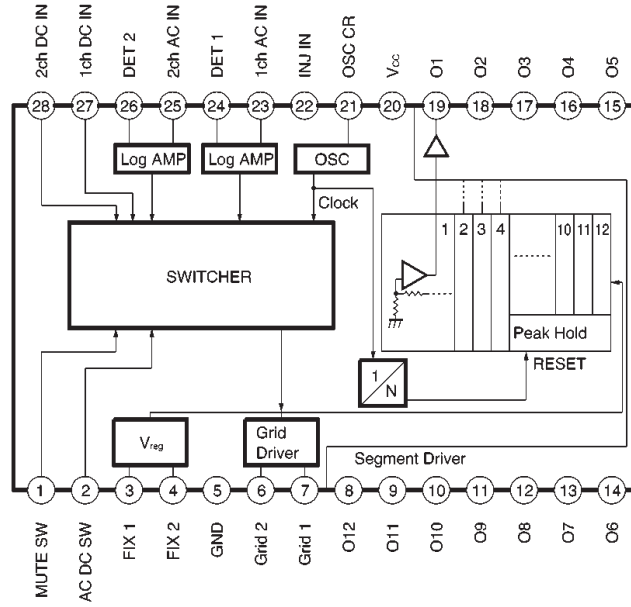 2ch DC IN
1ch DC IN
DET 2
2ch AC IN
DET 1
1ch AC IN
INJ IN
OSC CR
Vcc
O1
O2
O3
O4
O5
28
27
26
25
24
23
22
21
20
19
18
17
16
15
Log AMP
Log AMP
OSC
Clock
1
2
3
4
10
11
12
SWITCHER
Peak Hold
RESET
1
N
Vreg
Grid
Driver
Segment Driver
1
2
3
4
5
6
7
8
9
10
11
12
13
14
MUTE SW
AC DC SW
FIX 1
FIX 2
GND
Grid 2
Grid 1
O12
O11
O10
O9
O8
O7
O6